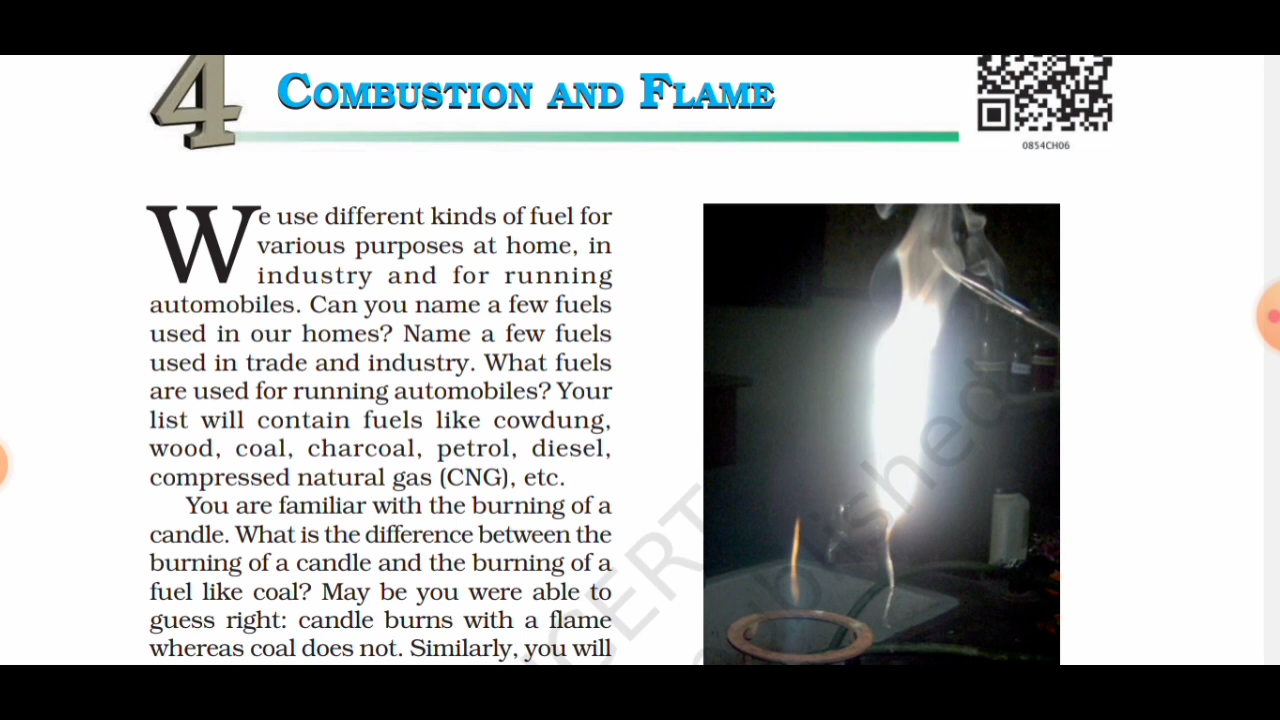 4
COMBUSTION AND FLAME
0854CH06
We use different kinds of fuel for
various purposes at home, in
industry and for running
automobiles. Can you name a few fuels
used in our homes? Name a few fuels
used in trade and industry. What fuels
are used for running automobiles? Your
list will contain fuels like cowdung,
wood, coal, charcoal, petrol, diesel,
compressed natural gas (CNG), etc.
You are familiar with the burning of a
candle. What is the difference between the
burning of a candle and the burning of a
fuel like coal? May be you were able to
guess right: candle burns with a flame
whereas coal does not. Similarly, you will
NCERT